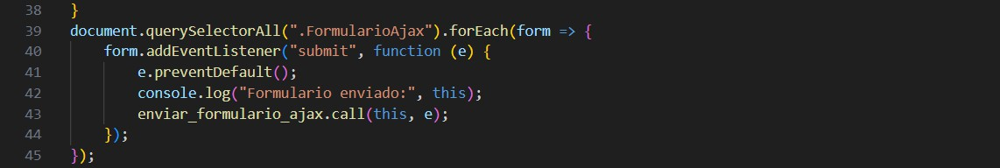 38 }
39 document.querySelectorAll(".FormularioAjax").forEach(form => {
40 form.addEventListener("submit", function (e) {
41 e.preventDefault();
42 console.log("Formulario enviado:", this);
43 enviar_formulario_ajax.call(this, e);
44 });
45 });